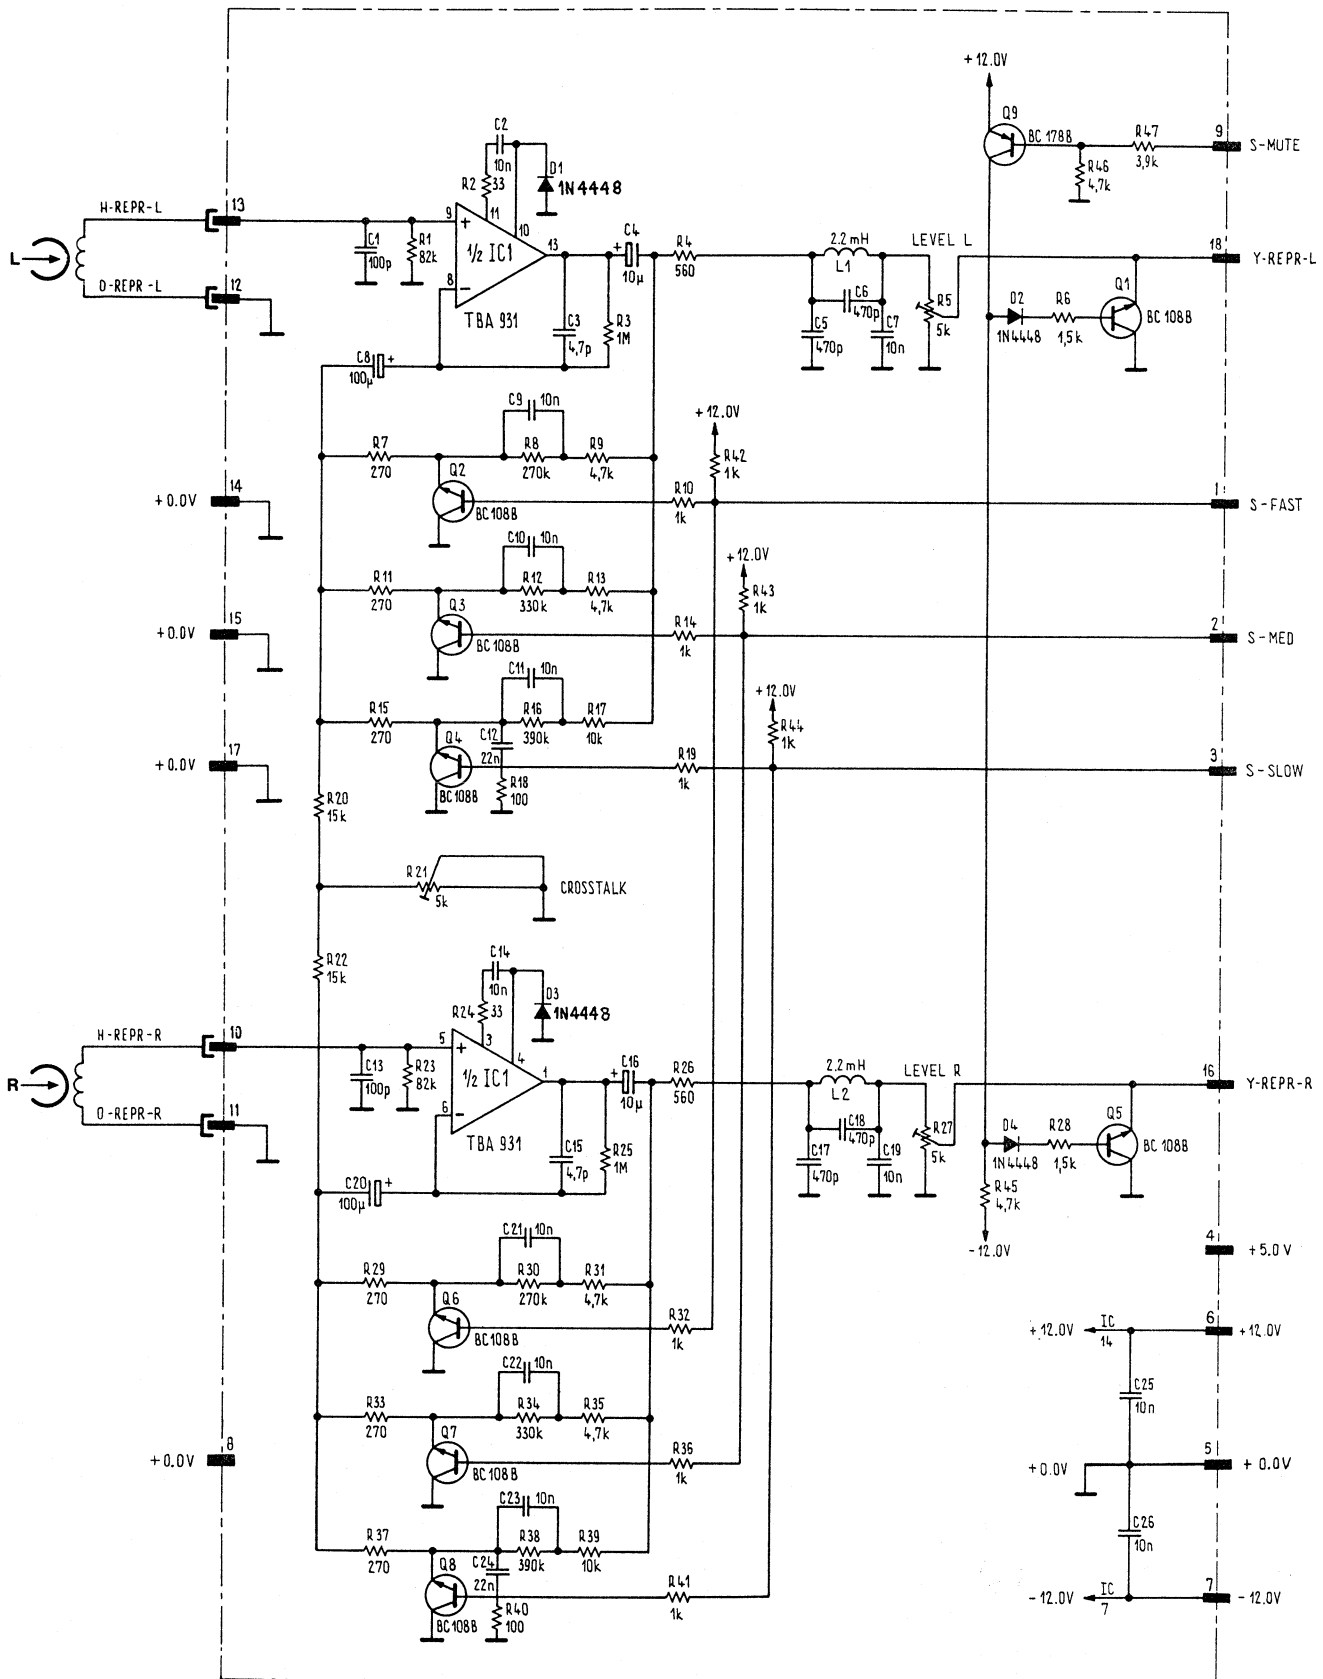 +12.0V
Q9
BC 178B
R46
4,7k
R47
3,9k
9
S-MUTE
C2
10n
R2
33
D1
1N4448
11
10
H-REPR-L
13
L
0-REPR-L
12
C1
100p
R1
82k
9
+
8
−
½ IC1
TBA 931
13
+
C4
10µ
C3
4,7p
R3
1M
C8
100µ
+
R4
560
2.2mH
L1
C6
470p
C5
470p
C7
10n
LEVEL L
R5
5k
18
Y-REPR-L
D2
1N4448
R6
1,5k
Q1
BC 108B
R7
270
C9
10n
R8
270k
R9
4,7k
Q2
BC 108B
+12.0V
R42
1k
R10
1k
1
S-FAST
+0.0V
14
R11
270
C10
10n
R12
330k
R13
4,7k
Q3
BC 108B
+12.0V
R43
1k
R14
1k
2
S-MED
+0.0V
15
R15
270
C11
10n
R16
390k
R17
10k
C12
22n
R18
100
Q4
BC 108B
+12.0V
R44
1k
R19
1k
3
S-SLOW
+0.0V
17
R20
15k
R21
5k
CROSSTALK
R22
15k
C14
10n
R24
33
D3
1N4448
3
4
H-REPR-R
10
R
0-REPR-R
11
C13
100p
R23
82k
5
+
6
−
½ IC1
TBA 931
1
+
C16
10µ
C15
4,7p
R25
1M
C20
100µ
+
R26
560
2.2mH
L2
C18
470p
C17
470p
C19
10n
LEVEL R
R27
5k
16
Y-REPR-R
D4
1N4448
R28
1,5k
Q5
BC 108B
R45
4,7k
-12.0V
4
+5.0V
R29
270
C21
10n
R30
270k
R31
4,7k
Q6
BC 108B
R32
1k
+12.0V
IC
14
6
+12.0V
C25
10n
R33
270
C22
10n
R34
330k
R35
4,7k
Q7
BC 108B
R36
1k
+0.0V
8
+0.0V
5
+0.0V
C26
10n
R37
270
C23
10n
R38
390k
R39
10k
C24
22n
R40
100
Q8
BC 108B
R41
1k
-12.0V
IC
7
7
-12.0V